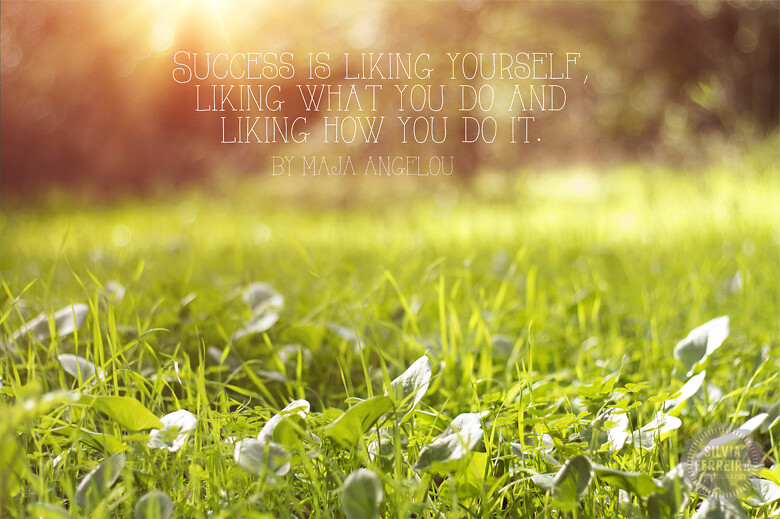 Success is liking yourself,
liking what you do and
liking how you do it.
by Maja Angelou
SILVIA
FERREIRA
PHOTOGRAPHY